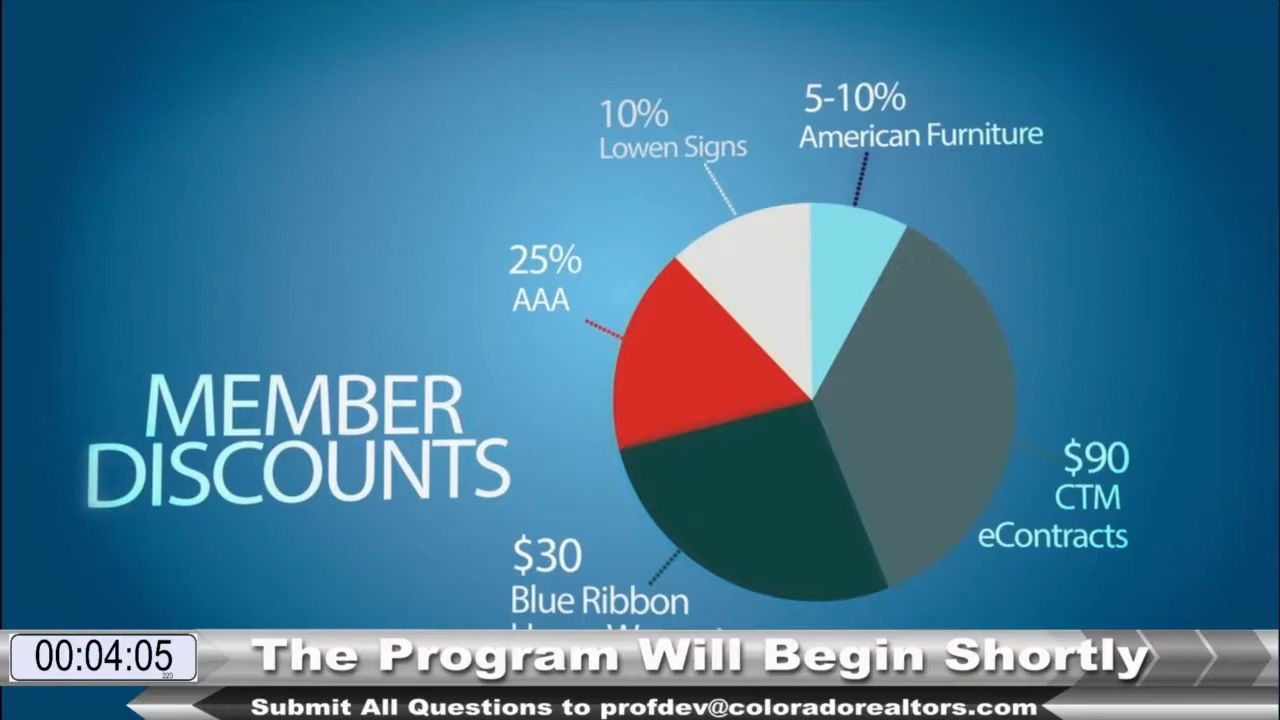 10%
Lowen Signs
5-10%
American Furniture
25%
AAA
MEMBER
DISCOUNTS
$90
CTM
eContracts
$30
Blue Ribbon
00:04:05
220
The Program Will Begin Shortly
Submit All Questions to profdev@coloradorealtors.com